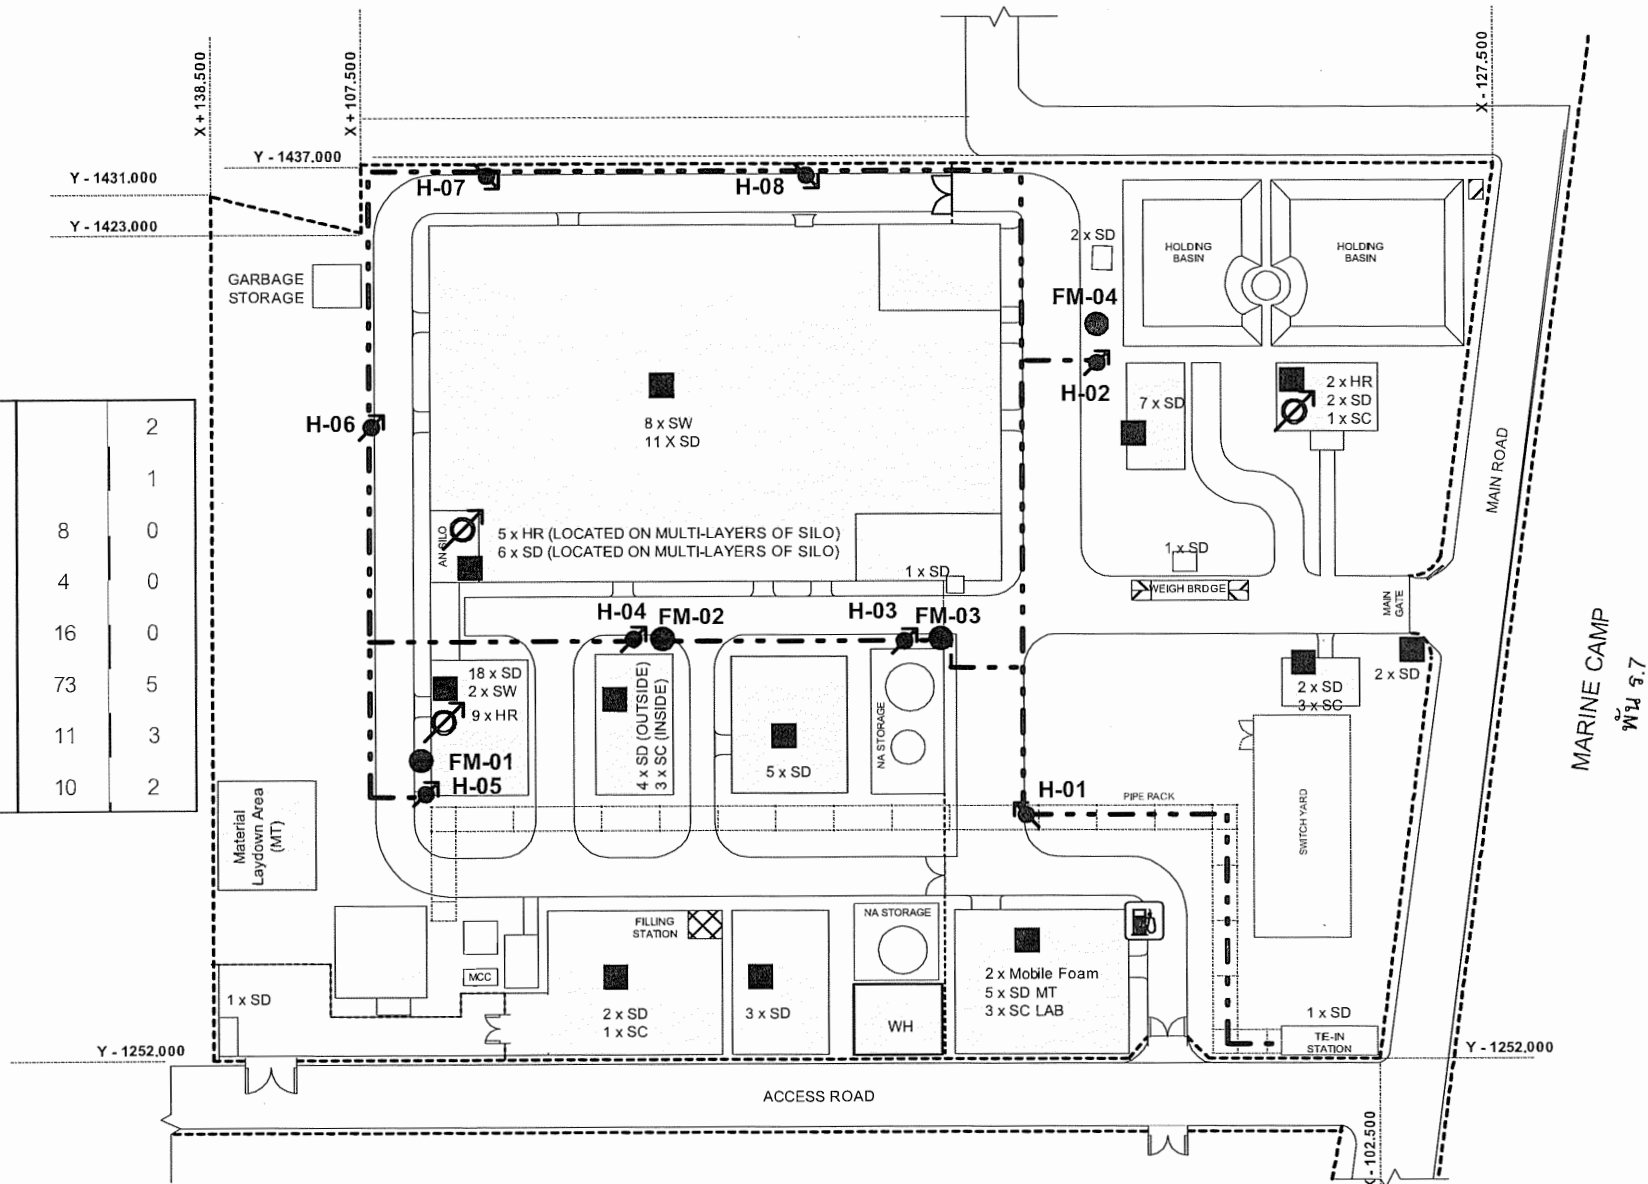 X + 138.500
X + 107.500
X - 127.500
Y - 1437.000
Y - 1431.000
Y - 1423.000
H-07
H-08
2 x SD
HOLDING
BASIN
HOLDING
BASIN
GARBAGE
STORAGE
FM-04
H-02
H-06
8 x SW
11 X SD
7 x SD
2 x HR
2 x SD
1 x SC
MAIN ROAD
2
1
8 0
4 0
16 0
73 5
11 3
10 2
AN SILO
5 x HR (LOCATED ON MULTI-LAYERS OF SILO)
6 x SD (LOCATED ON MULTI-LAYERS OF SILO)
1 x SD
1 x SD
WEIGH BRDGE
MAIN
GATE
H-04
FM-02
H-03
FM-03
18 x SD
2 x SW
9 x HR
4 x SD (OUTSIDE)
3 x SC (INSIDE)
5 x SD
NA STORAGE
2 x SD
3 x SC
2 x SD
MARINE CAMP
พัน ร.7
FM-01
H-05
H-01
PIPE RACK
SWITCH YARD
Material
Laydown Area
(MT)
FILLING
STATION
NA STORAGE
MCC
1 x SD
2 x SD
1 x SC
3 x SD
WH
2 x Mobile Foam
5 x SD MT
3 x SC LAB
1 x SD
TE-IN
STATION
Y - 1252.000
Y - 1252.000
ACCESS ROAD
X - 102.500